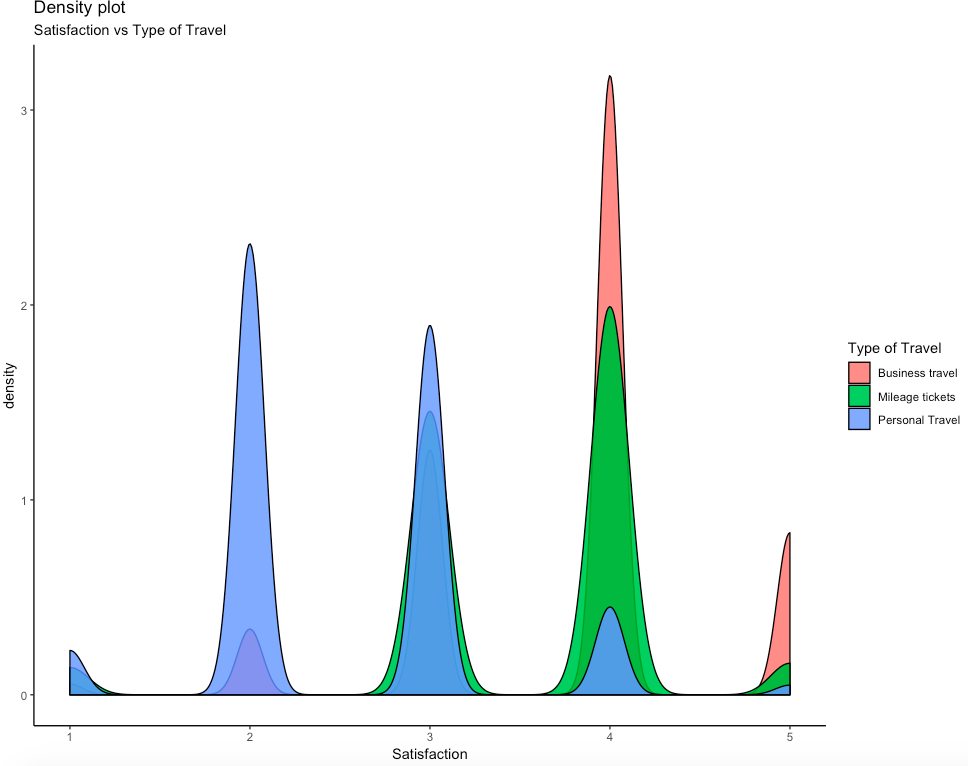 Density plot
Satisfaction vs Type of Travel
3
2
1
0
density
1 2 3 4 5
Satisfaction
Type of Travel
Business travel
Mileage tickets
Personal Travel